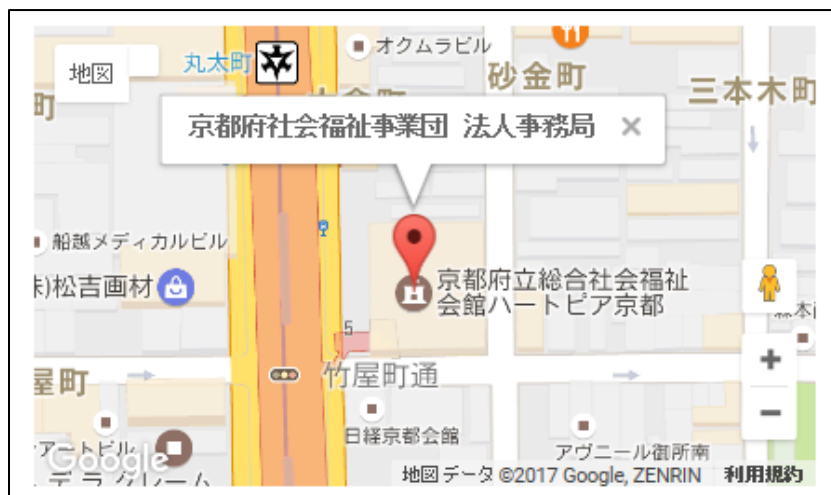 オクムラビル
丸太町
地図
砂金町
三本木町
町
京都府社会福祉事業団 法人事務局 ×
船越メディカルビル
株)松吉画材
京都府立総合社会福祉
会館ハートピア京都
5
竹屋町通
屋町
日経京都会館
アヴニール御所南
Google
地図データ ©2017 Google, ZENRIN 利用規約